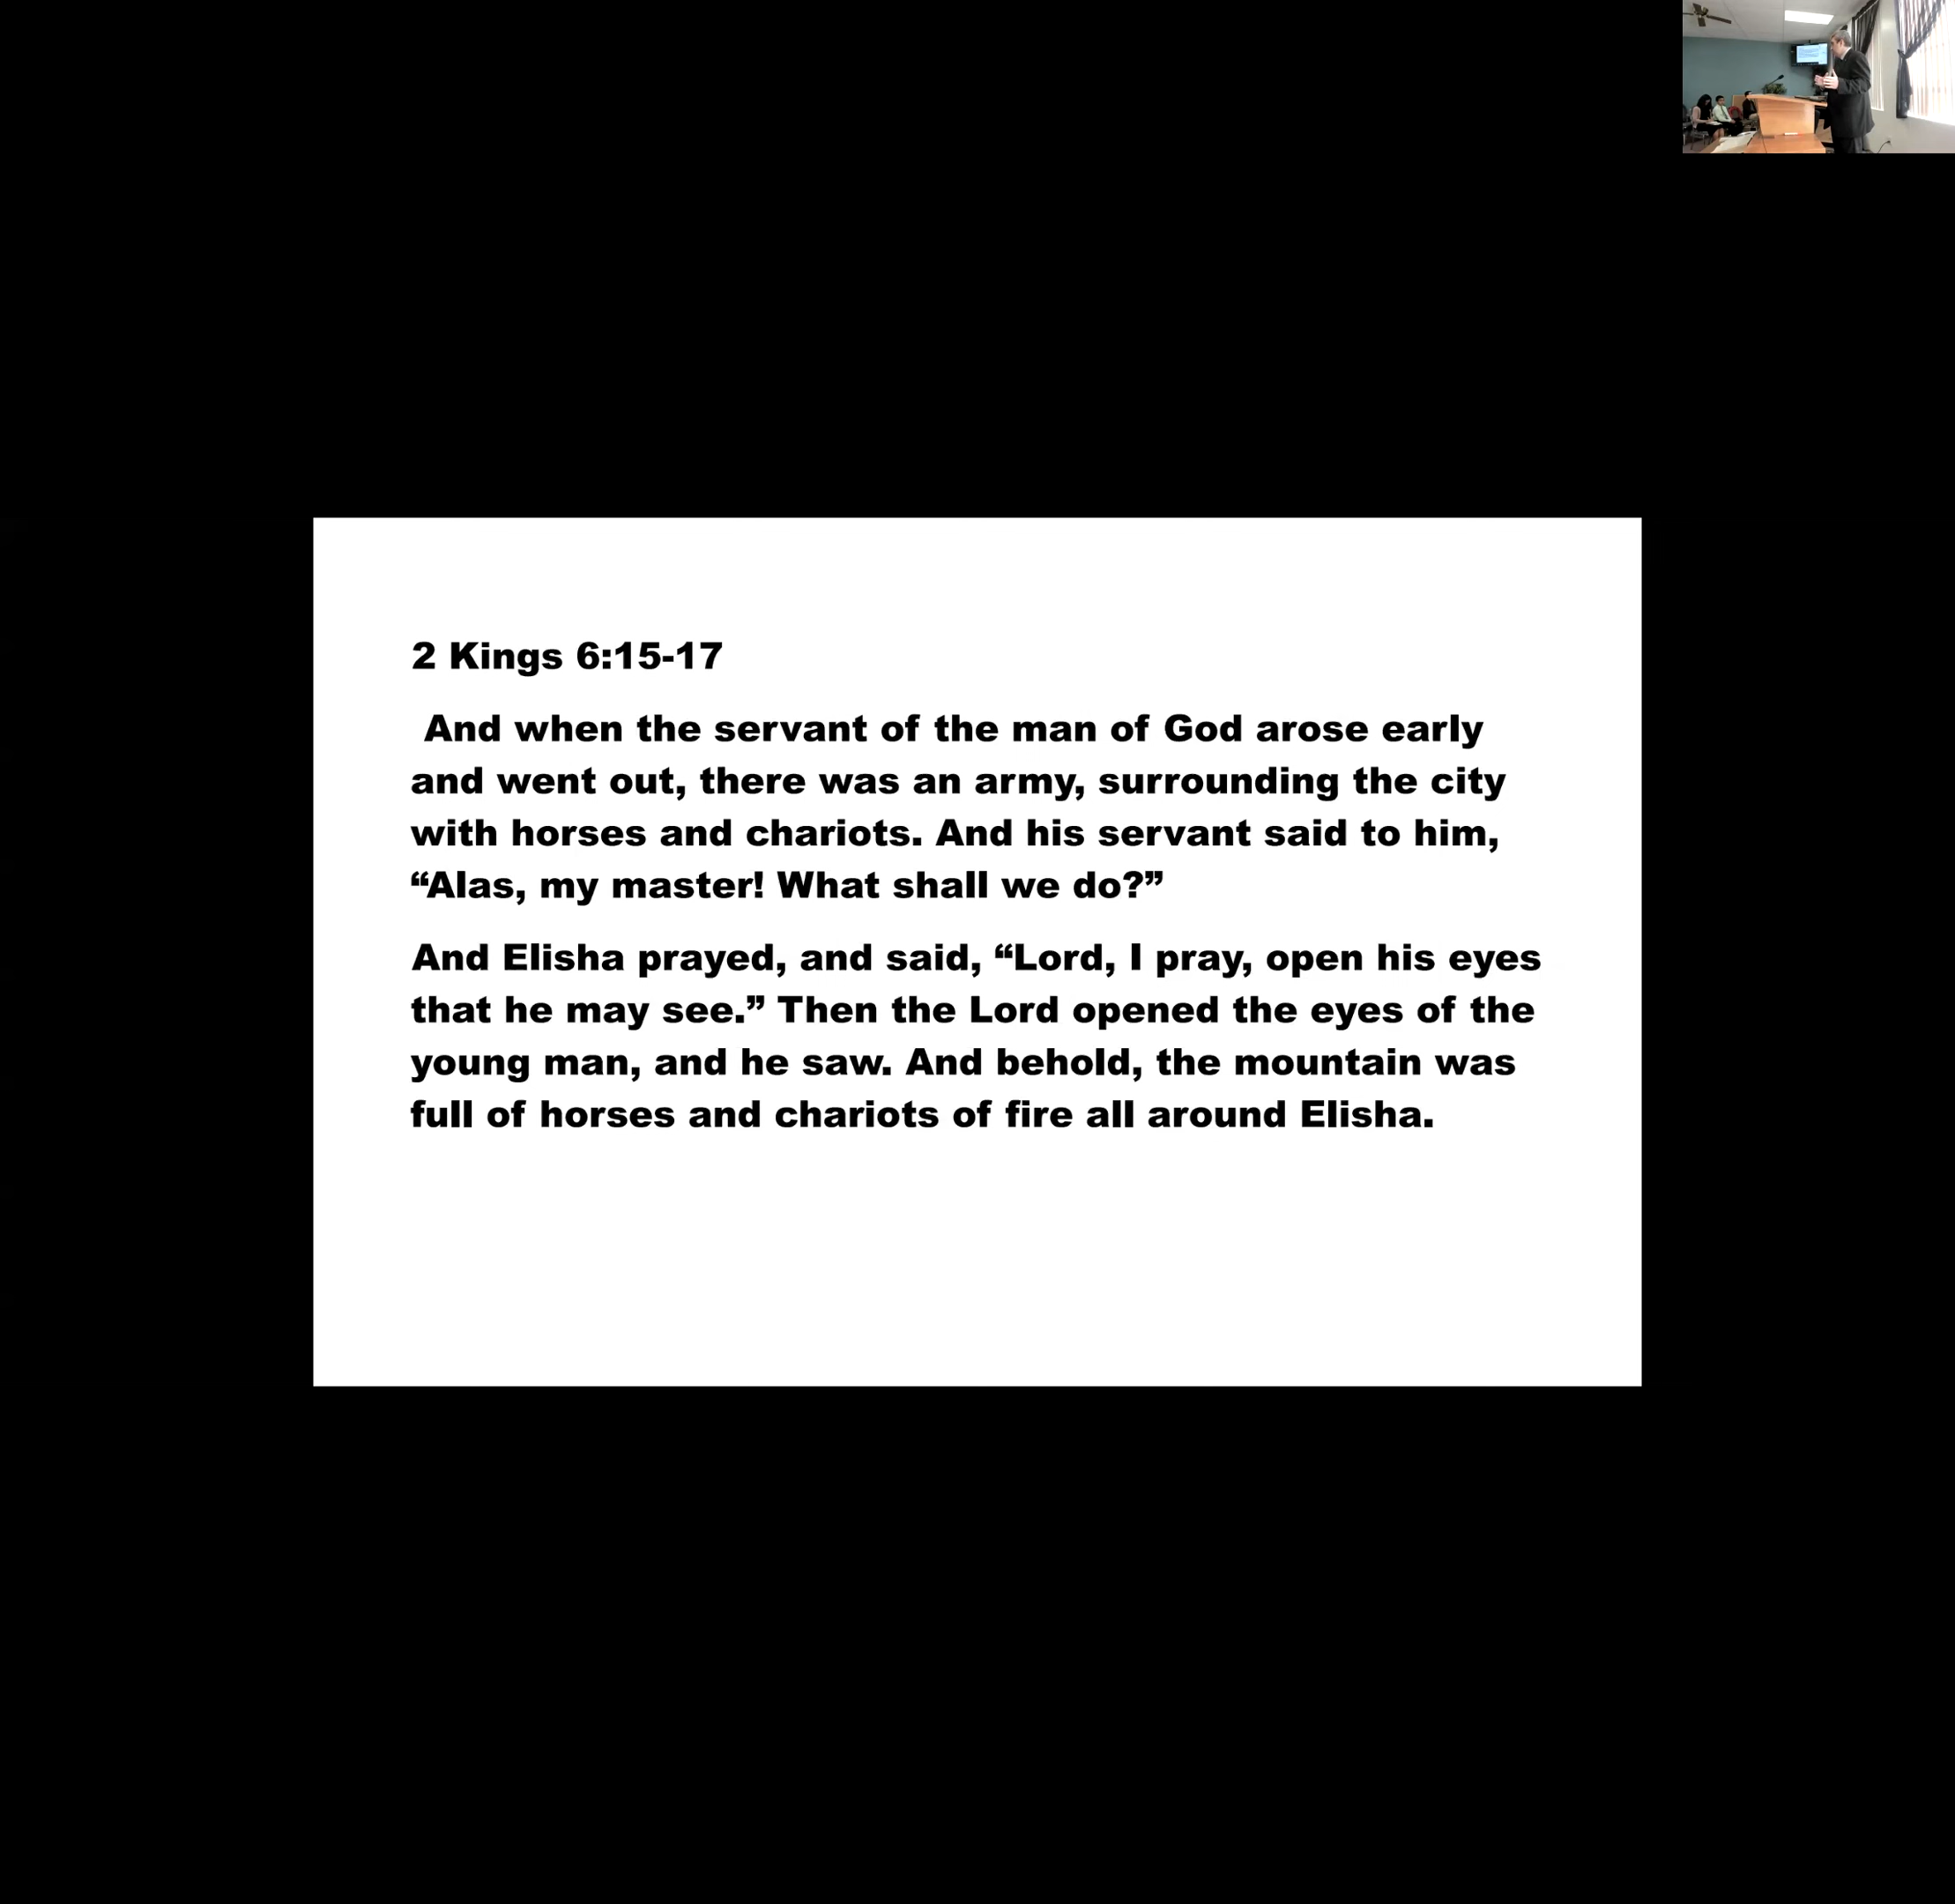 2 Kings 6:15-17
And when the servant of the man of God arose early
and went out, there was an army, surrounding the city
with horses and chariots. And his servant said to him,
“Alas, my master! What shall we do?”
And Elisha prayed, and said, “Lord, I pray, open his eyes
that he may see.” Then the Lord opened the eyes of the
young man, and he saw. And behold, the mountain was
full of horses and chariots of fire all around Elisha.